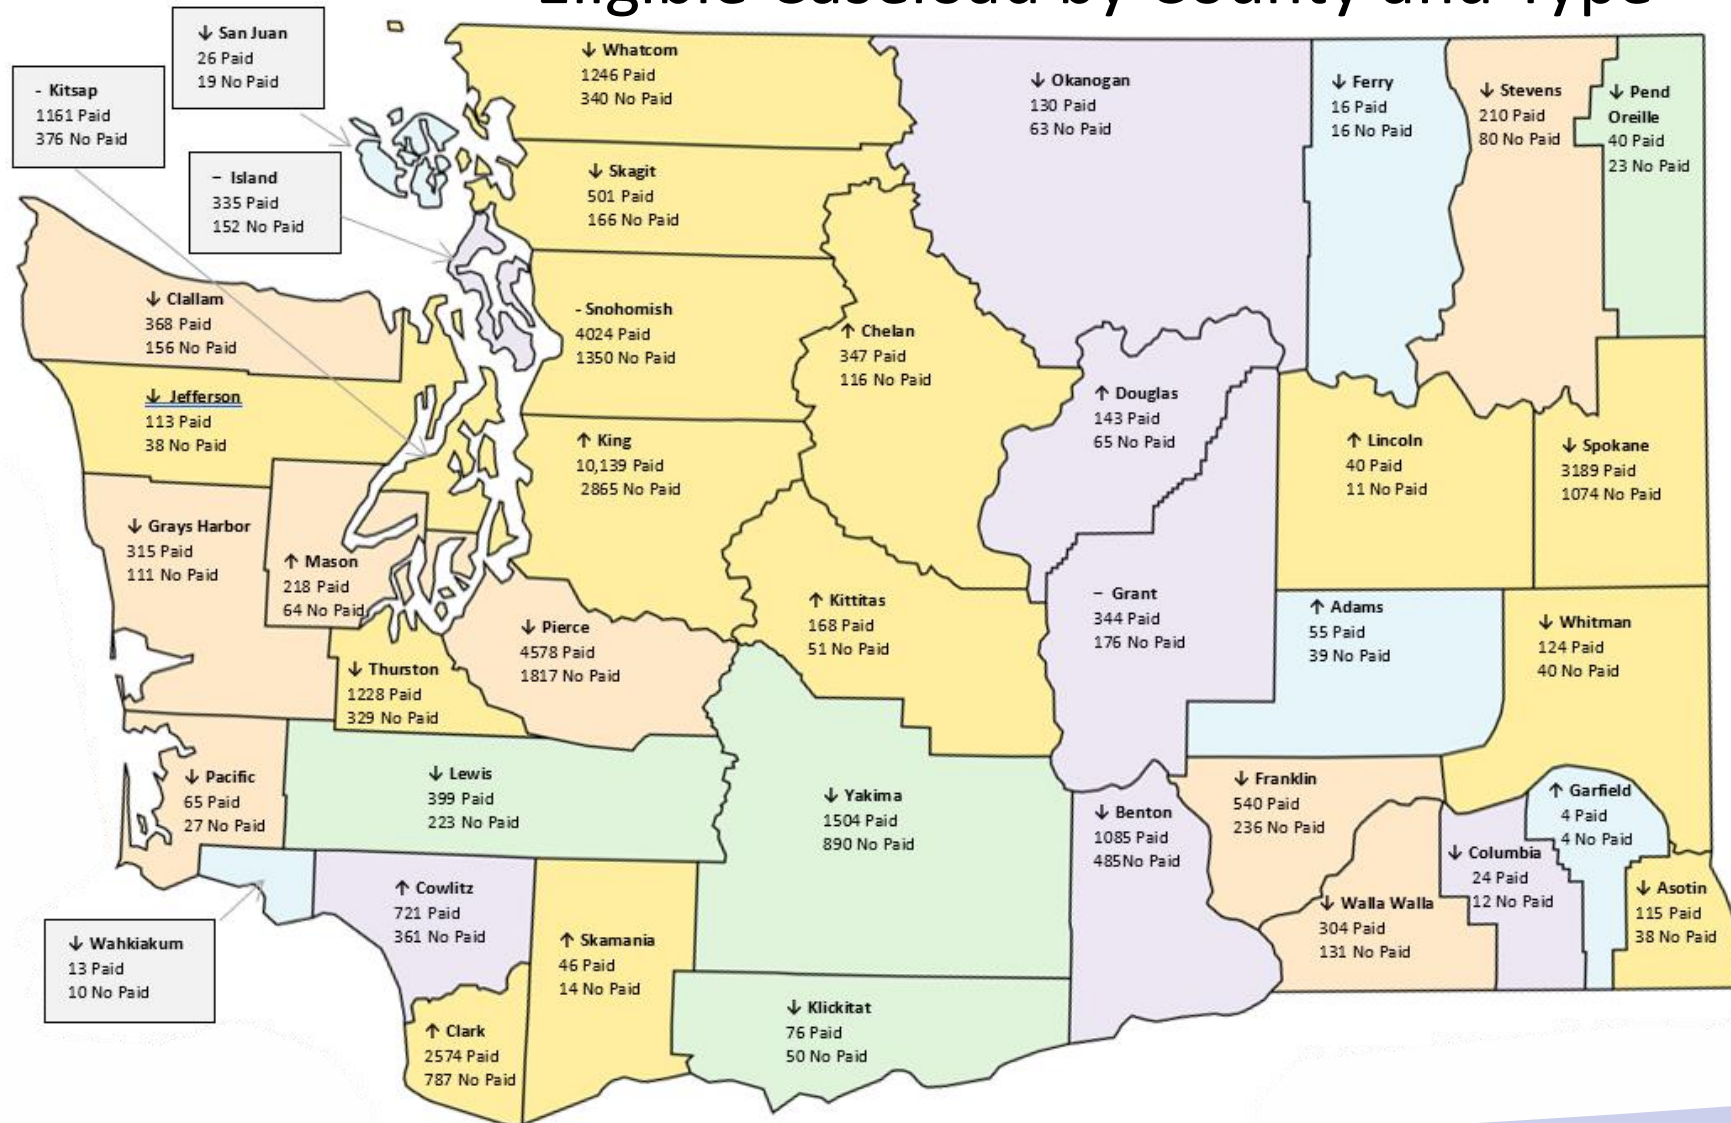 Eligible Caseload by County and Type
↓ San Juan
26 Paid
19 No Paid
- Kitsap
1161 Paid
376 No Paid
– Island
335 Paid
152 No Paid
↓ Whatcom
1246 Paid
340 No Paid
↓ Skagit
501 Paid
166 No Paid
- Snohomish
4024 Paid
1350 No Paid
↑ King
10,139 Paid
2865 No Paid
↑ Chelan
347 Paid
116 No Paid
↓ Okanogan
130 Paid
63 No Paid
↑ Douglas
143 Paid
65 No Paid
↓ Ferry
16 Paid
16 No Paid
↓ Stevens
210 Paid
80 No Paid
↓ Pend
Oreille
40 Paid
23 No Paid
↓ Clallam
368 Paid
156 No Paid
↓ Jefferson
113 Paid
38 No Paid
↓ Grays Harbor
315 Paid
111 No Paid
↑ Mason
218 Paid
64 No Paid
↓ Thurston
1228 Paid
329 No Paid
↓ Pierce
4578 Paid
1817 No Paid
↑ Kittitas
168 Paid
51 No Paid
– Grant
344 Paid
176 No Paid
↑ Lincoln
40 Paid
11 No Paid
↓ Spokane
3189 Paid
1074 No Paid
↑ Adams
55 Paid
39 No Paid
↓ Whitman
124 Paid
40 No Paid
↓ Pacific
65 Paid
27 No Paid
↓ Lewis
399 Paid
223 No Paid
↓ Yakima
1504 Paid
890 No Paid
↓ Benton
1085 Paid
485No Paid
↓ Franklin
540 Paid
236 No Paid
↓ Walla Walla
304 Paid
131 No Paid
↓ Columbia
24 Paid
12 No Paid
↑ Garfield
4 Paid
4 No Paid
↓ Asotin
115 Paid
38 No Paid
↓ Wahkiakum
13 Paid
10 No Paid
↑ Cowlitz
721 Paid
361 No Paid
↑ Clark
2574 Paid
787 No Paid
↑ Skamania
46 Paid
14 No Paid
↓ Klickitat
76 Paid
50 No Paid